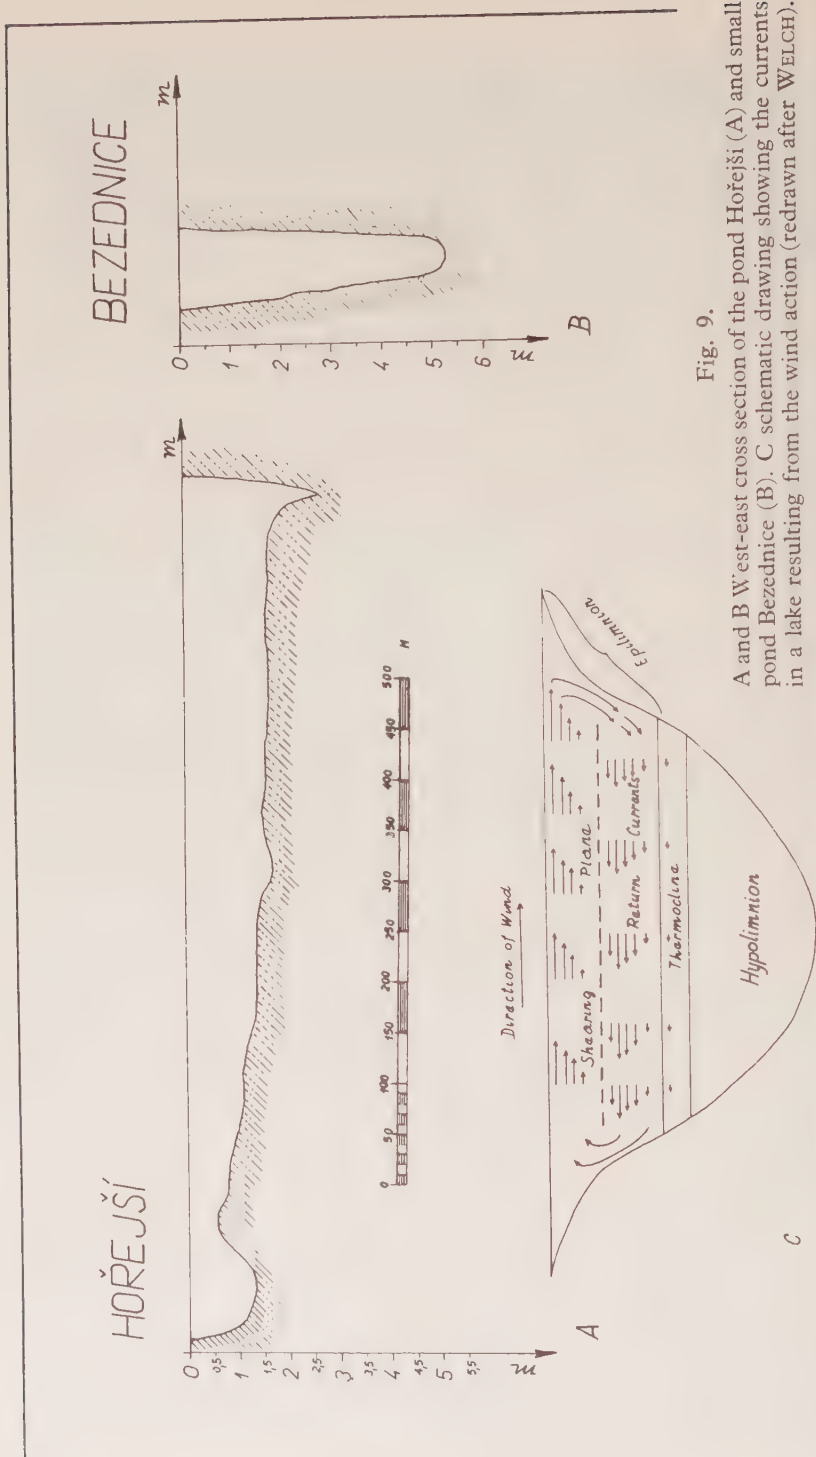 HOŘEJŠÍ
m
0
0,5
1
1,5
2
2,5
3
3,5
4
4,5
5
5,5
m
A
0 50 100 150 200 250 300 350 400 450 500 M
BEZEDNICE
m
0
1
2
3
4
5
6
m
B
Direction of Wind
Shearing Plane
Return Currants
Tharmoclina
Hypolimnion
Epilimnion
C
Fig. 9.
A and B West-east cross section of the pond Hořejši (A) and small
pond Bezednice (B). C schematic drawing showing the currents
in a lake resulting from the wind action (redrawn after WELCH).